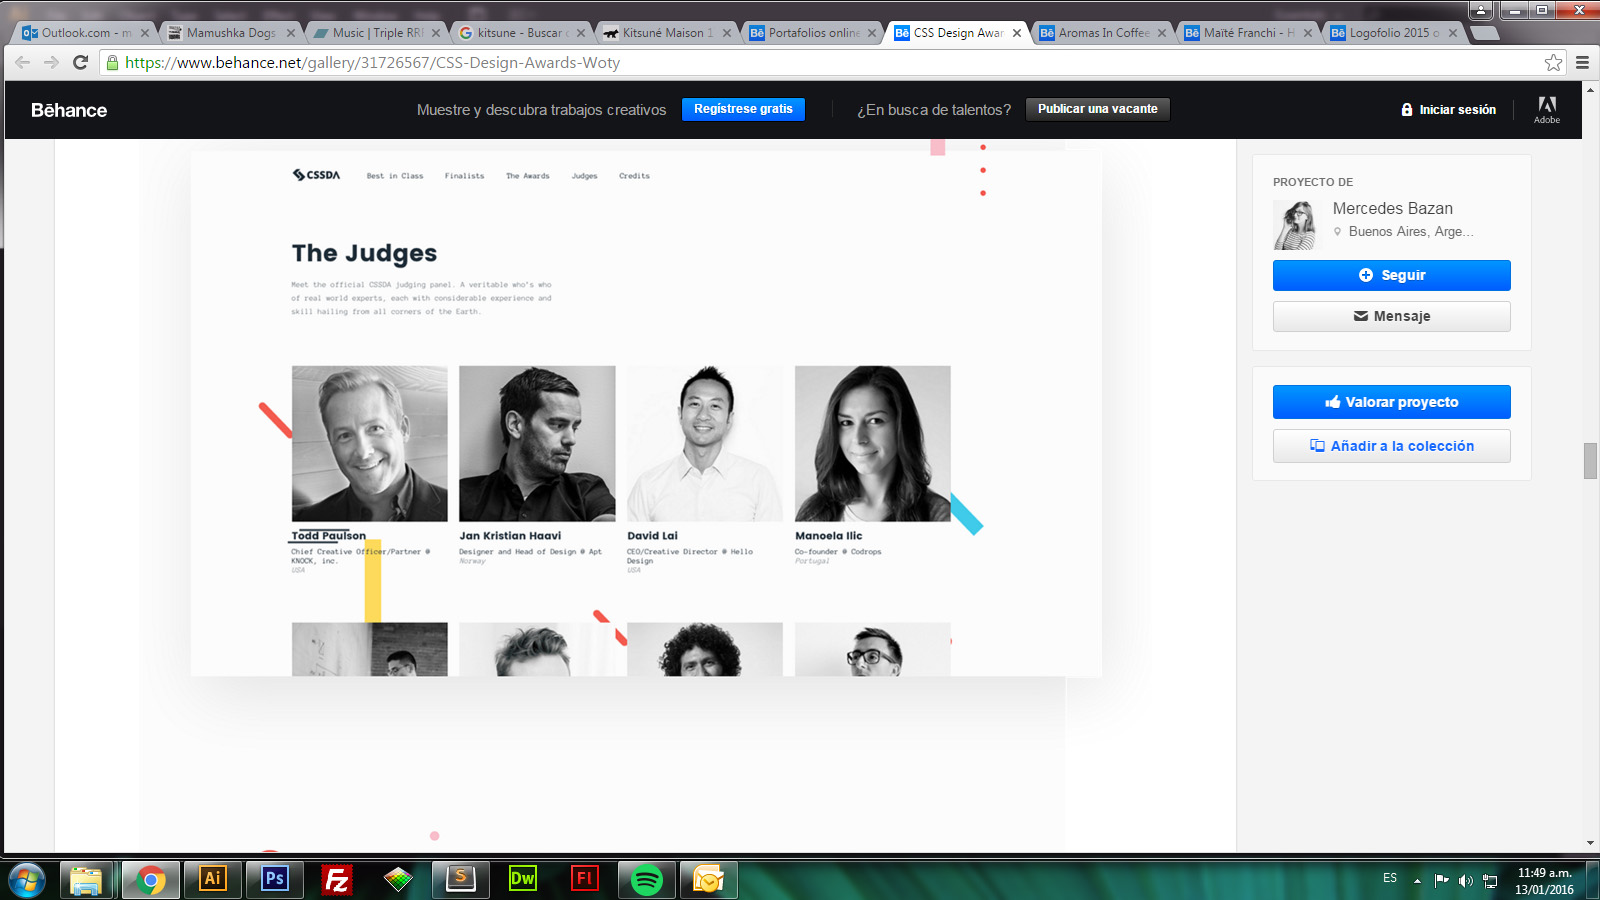 Outlook.com - m
Mamushka Dogs
Music | Triple RRR
kitsune - Buscar
Kitsuné Maison 1
Portafolios online
CSS Design Awar
Aromas In Coffee
Maïté Franchi - H
Logofolio 2015 o
https://www.behance.net/gallery/31726567/CSS-Design-Awards-Woty
Bēhance
Muestre y descubra trabajos creativos
Regístrese gratis
¿En busca de talentos?
Publicar una vacante
Iniciar sesión
Adobe
CSSDA
Best in Class
Finalists
The Awards
Judges
Credits
The Judges
Meet the official CSSDA judging panel. A veritable who's who
of real world experts, each with considerable experience and
skill hailing from all corners of the Earth.
Todd Paulson
Chief Creative Officer/Partner @
KNOCK, inc.
USA
Jan Kristian Haavi
Designer and Head of Design @ Apt
Norway
David Lai
CEO/Creative Director @ Hello
Design
USA
Manoela Ilic
Co-founder @ Codrops
Portugal
PROYECTO DE
Mercedes Bazan
Buenos Aires, Arge...
Seguir
Mensaje
Valorar proyecto
Añadir a la colección
Ai
Ps
Fz
S
Dw
Fl
ES
11:49 a.m.
13/01/2016